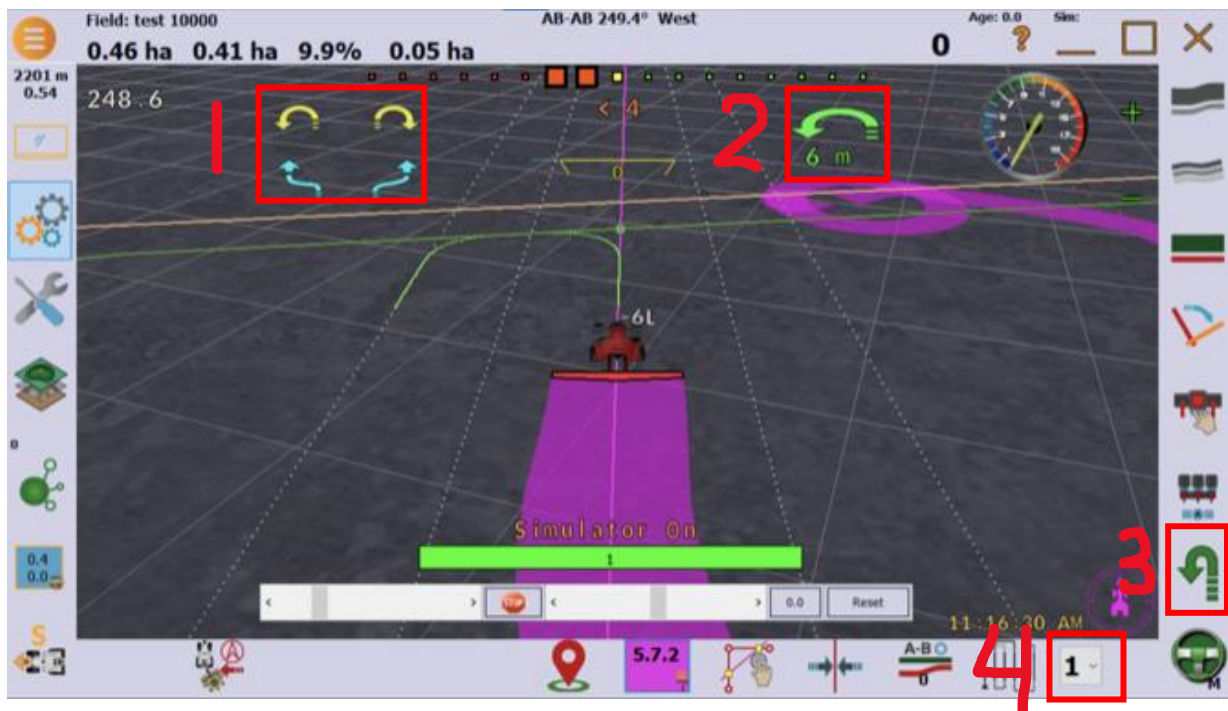 Field: test 10000
AB-AB 249.4° West
Age: 0.0 Sim:
0.46 ha 0.41 ha 9.9% 0.05 ha
0 ?
2201 m
0.54
248.6
< 4
1
2
6 m
0
-6L
0
Simulator On
1
0.4
0.0
3
STOP
0.0
Reset
11:16:30 AM
4
S
A
5.7.2
A-B
0
1
M